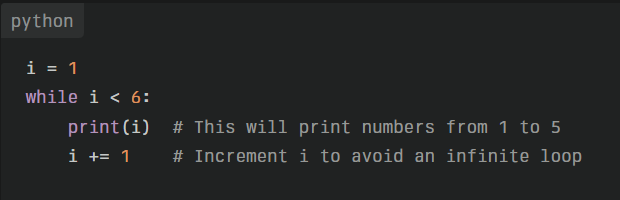 python
i = 1
while i < 6:
    print(i)  # This will print numbers from 1 to 5
    i += 1    # Increment i to avoid an infinite loop